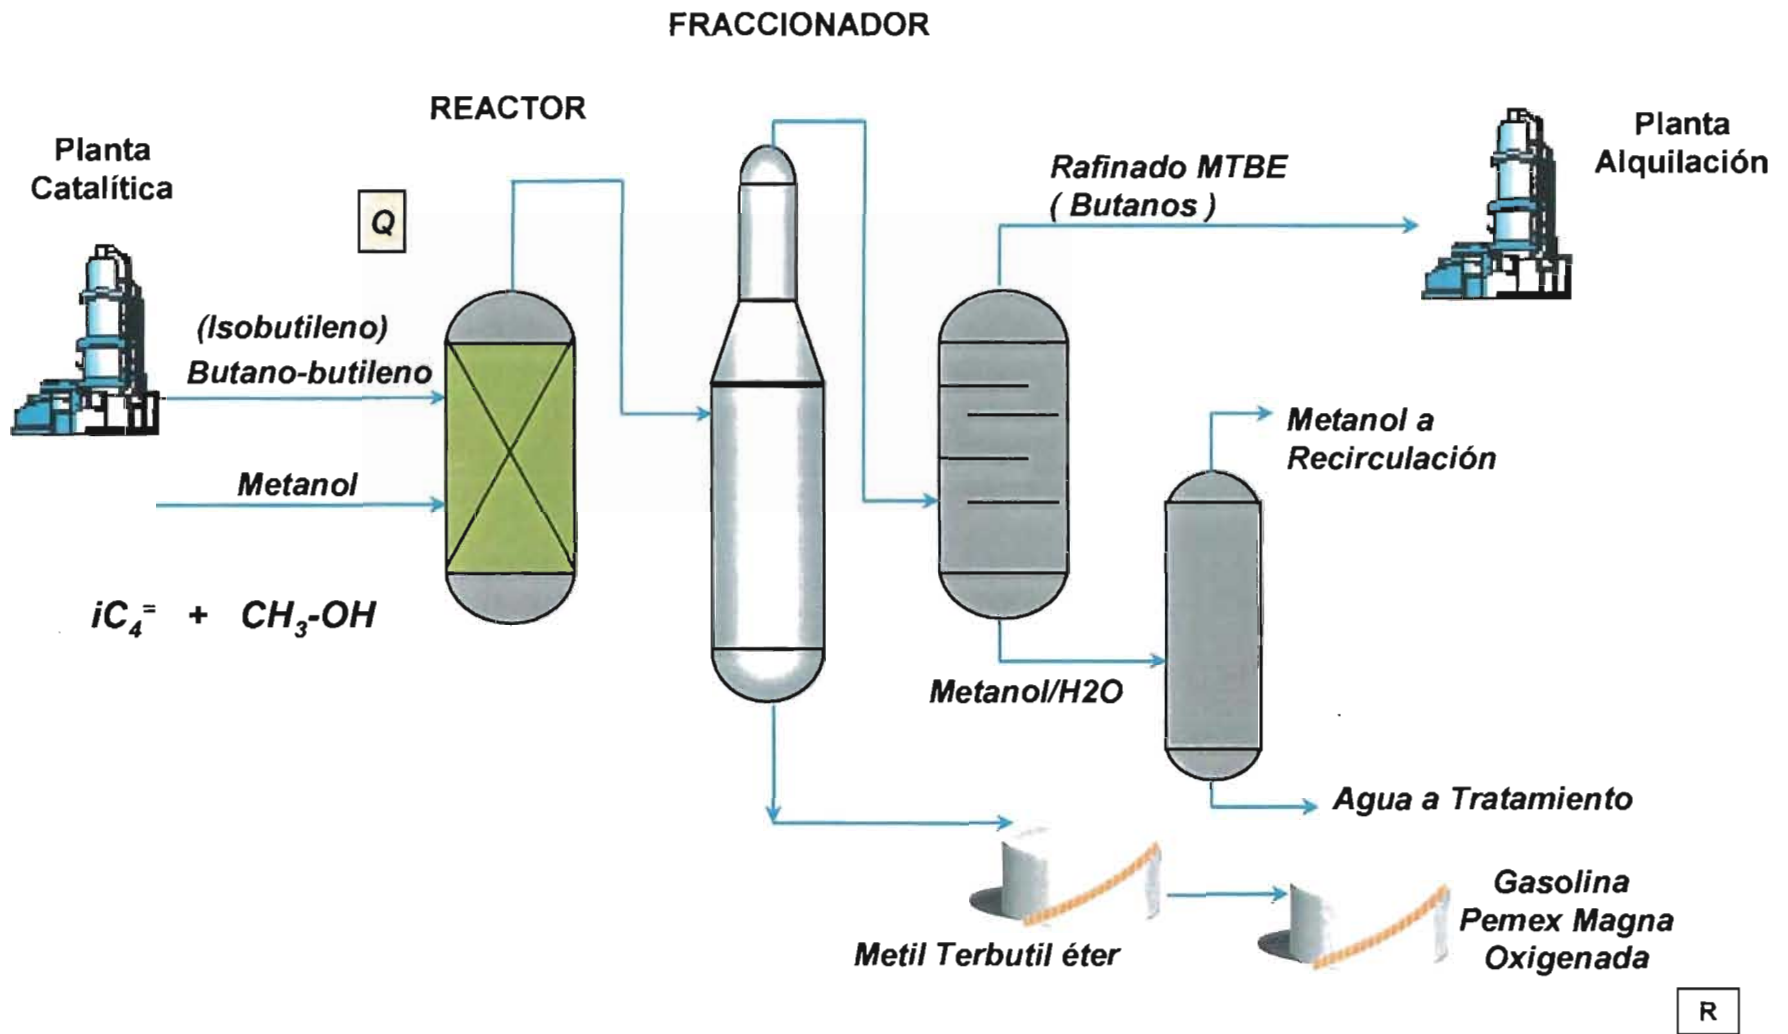 FRACCIONADOR
REACTOR
Planta
Catalítica
Q
Rafinado MTBE
( Butanos )
Planta
Alquilación
(Isobutileno)
Butano-butileno
Metanol
iC₄⁼ + CH₃-OH
Metanol a
Recirculación
Metanol/H2O
Agua a Tratamiento
Metil Terbutil éter
Gasolina
Pemex Magna
Oxigenada
R